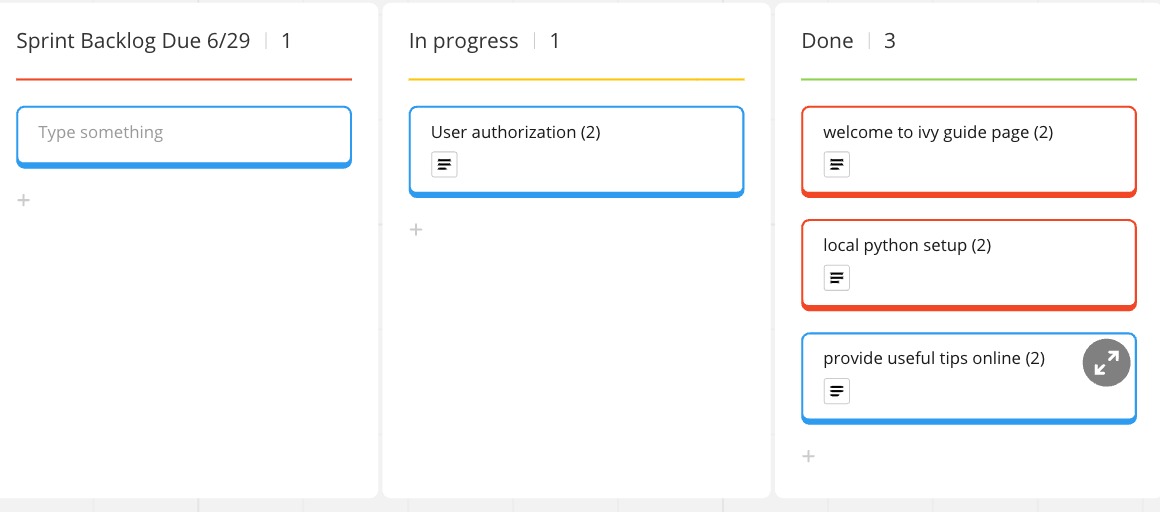 Sprint Backlog Due 6/29 | 1
Type something
+
In progress | 1
User authorization (2)
+
Done | 3
welcome to ivy guide page (2)
local python setup (2)
provide useful tips online (2)
+